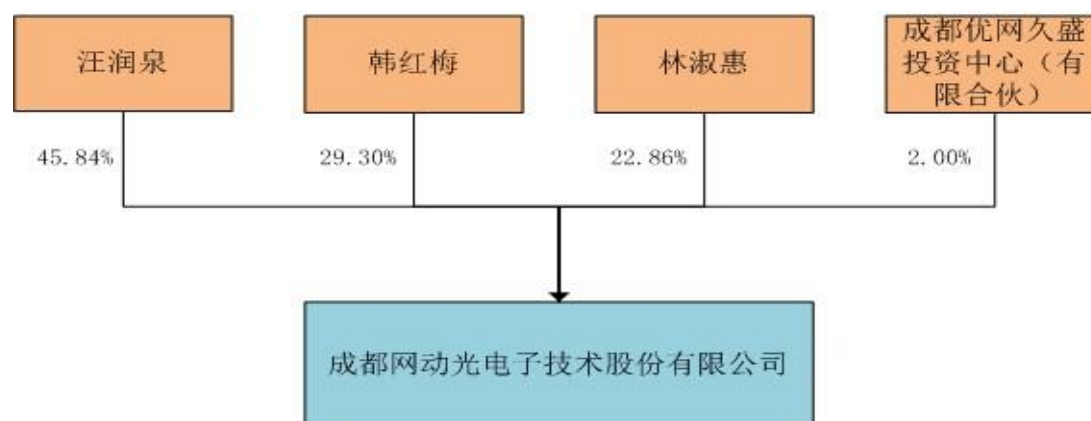 汪润泉
韩红梅
林淑惠
成都优网久盛
投资中心（有
限合伙）
45.84%
29.30%
22.86%
2.00%
成都网动光电子技术股份有限公司